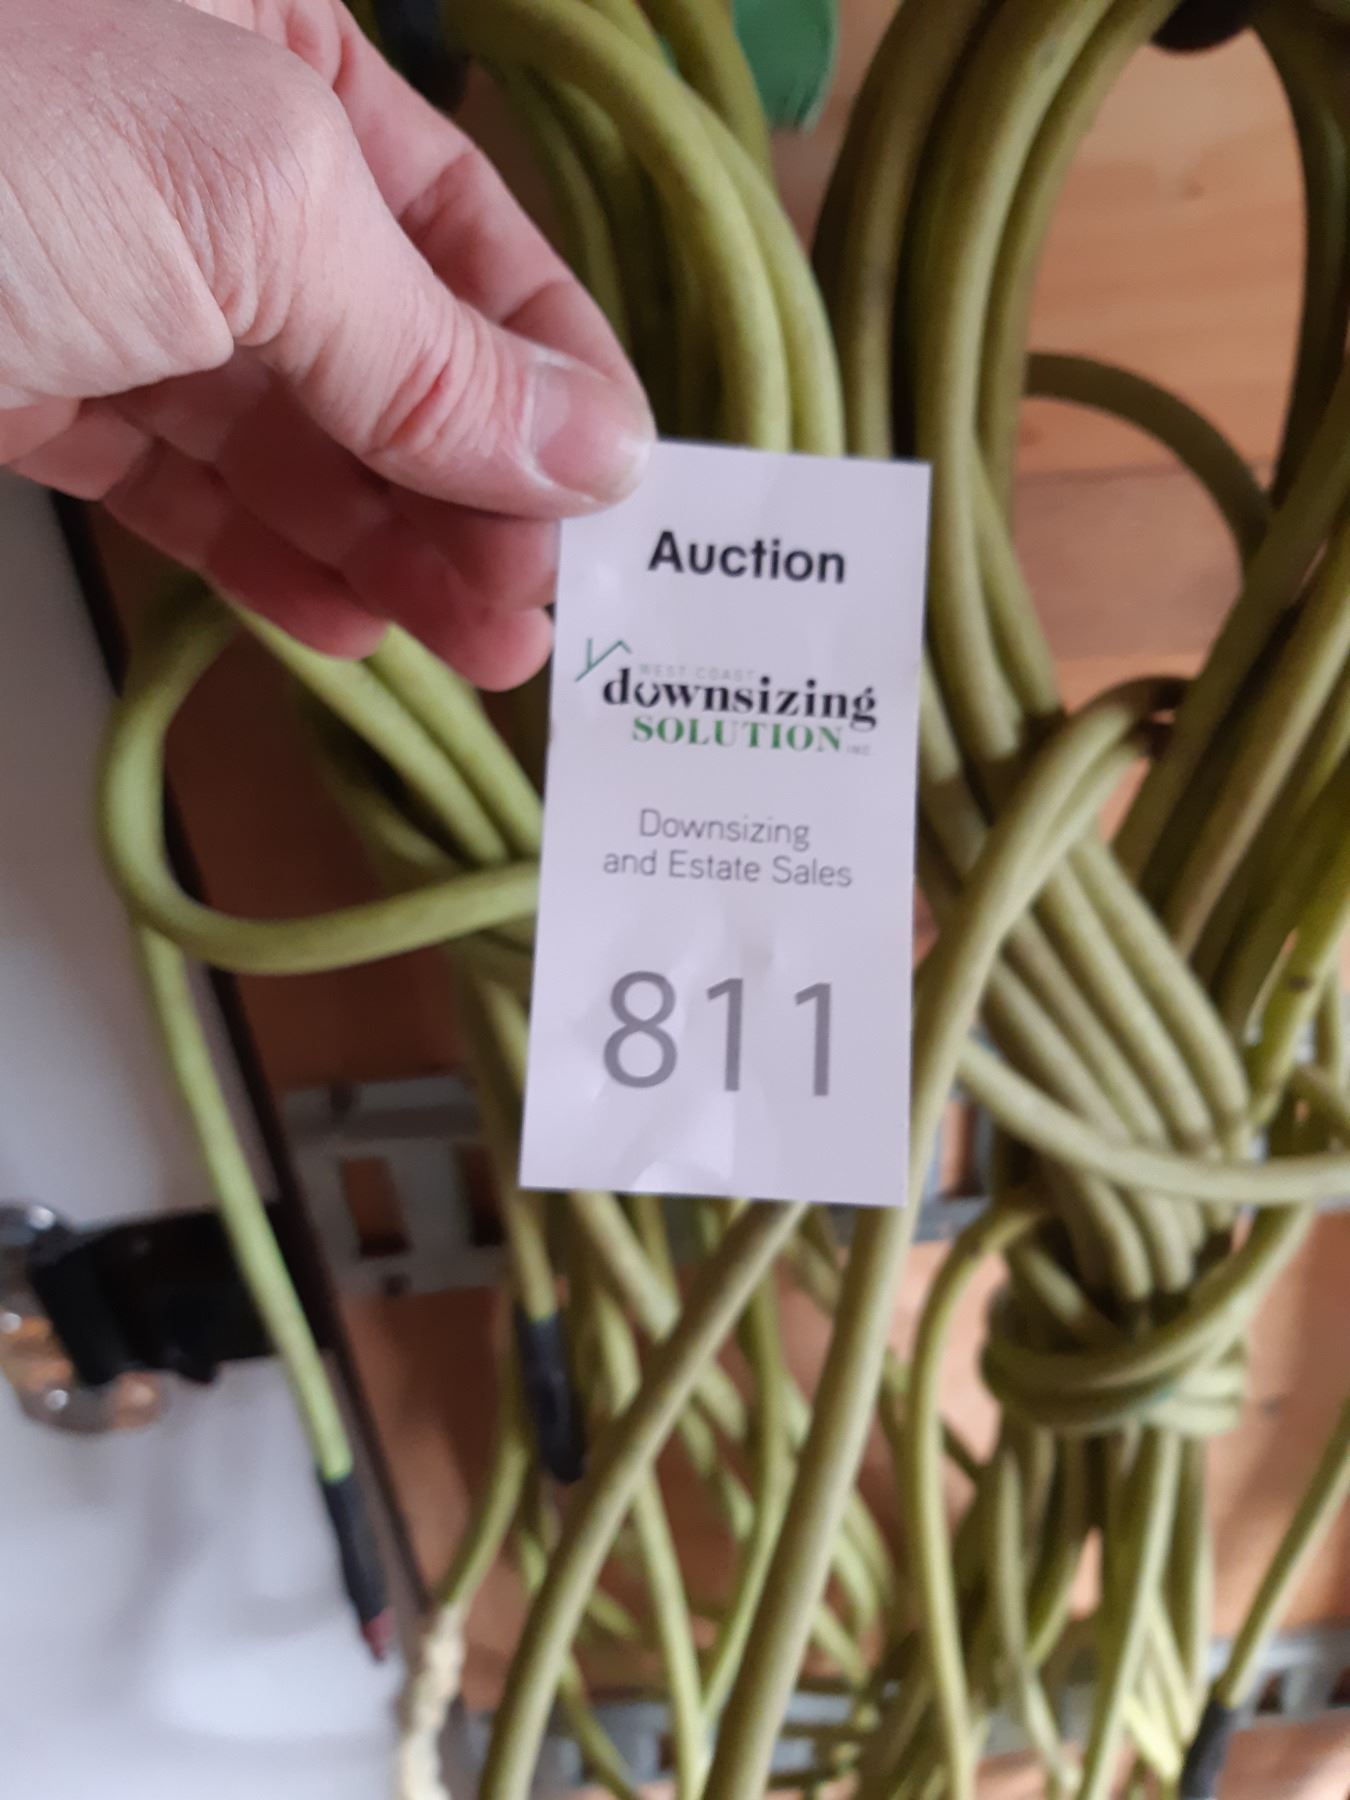 Auction
WEST COAST
downsizing
SOLUTION INC.
Downsizing
and Estate Sales
811